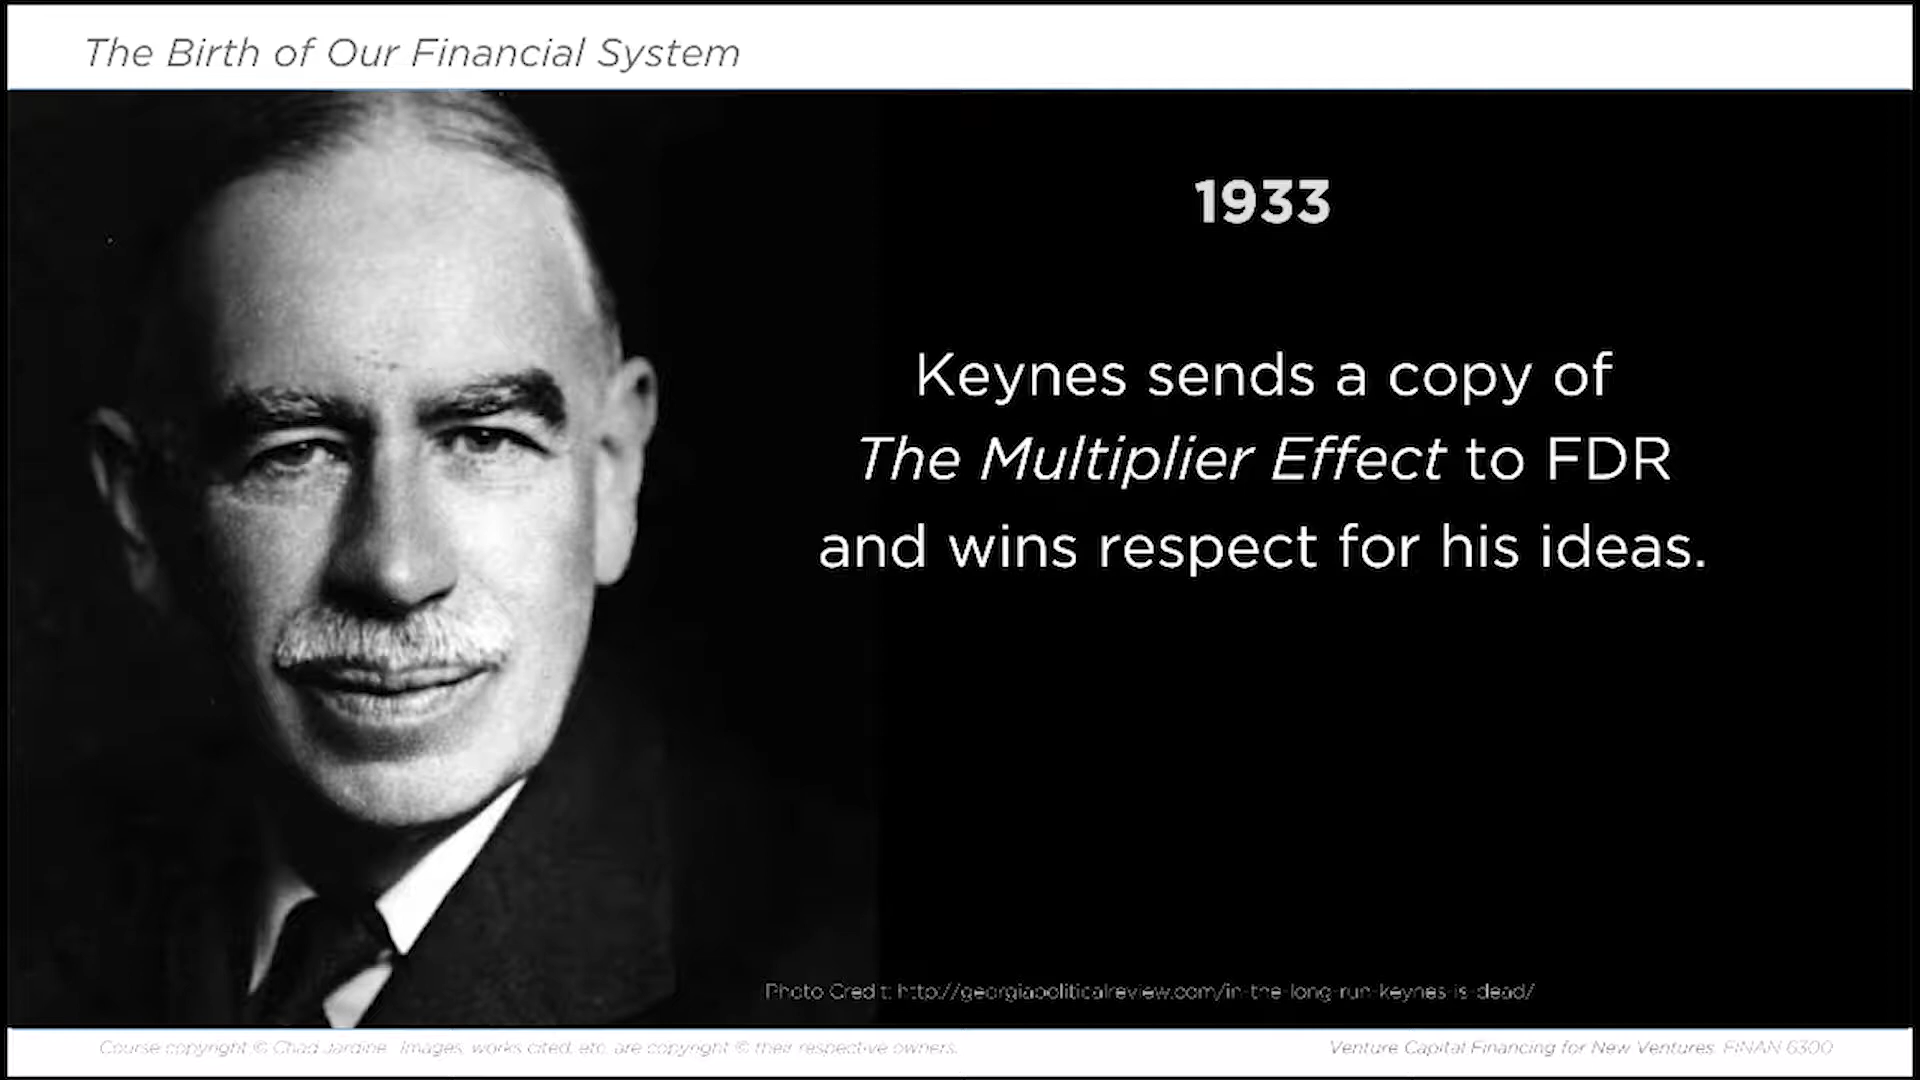 The Birth of Our Financial System
1933
Keynes sends a copy of
The Multiplier Effect to FDR
and wins respect for his ideas.
Photo Credit: http://georgiapoliticalreview.com/in-the-long-run-keynes-is-dead/
Course copyright © Chad Jardine. Images, works cited, etc. are copyright © their respective owners.
Venture Capital Financing for New Ventures FINAN 6300